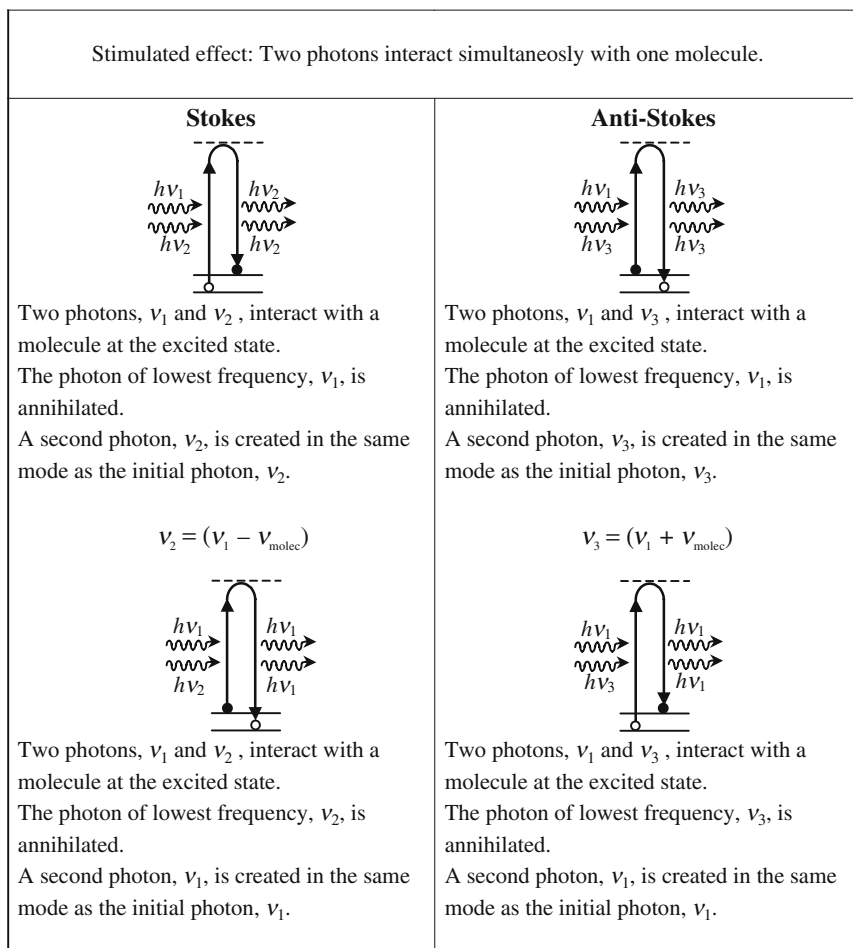 Stimulated effect: Two photons interact simultaneosly with one molecule.
Stokes
hν₁ hν₂
hν₂ hν₂
Two photons, ν₁ and ν₂ , interact with a
molecule at the excited state.
The photon of lowest frequency, ν₁, is
annihilated.
A second photon, ν₂, is created in the same
mode as the initial photon, ν₂.
ν₂ = (ν₁ – ν_molec)
hν₁ hν₁
hν₂ hν₁
Two photons, ν₁ and ν₂ , interact with a
molecule at the excited state.
The photon of lowest frequency, ν₂, is
annihilated.
A second photon, ν₁, is created in the same
mode as the initial photon, ν₁.
Anti-Stokes
hν₁ hν₃
hν₃ hν₃
Two photons, ν₁ and ν₃ , interact with a
molecule at the excited state.
The photon of lowest frequency, ν₁, is
annihilated.
A second photon, ν₃, is created in the same
mode as the initial photon, ν₃.
ν₃ = (ν₁ + ν_molec)
hν₁ hν₁
hν₃ hν₁
Two photons, ν₁ and ν₃ , interact with a
molecule at the excited state.
The photon of lowest frequency, ν₃, is
annihilated.
A second photon, ν₁, is created in the same
mode as the initial photon, ν₁.